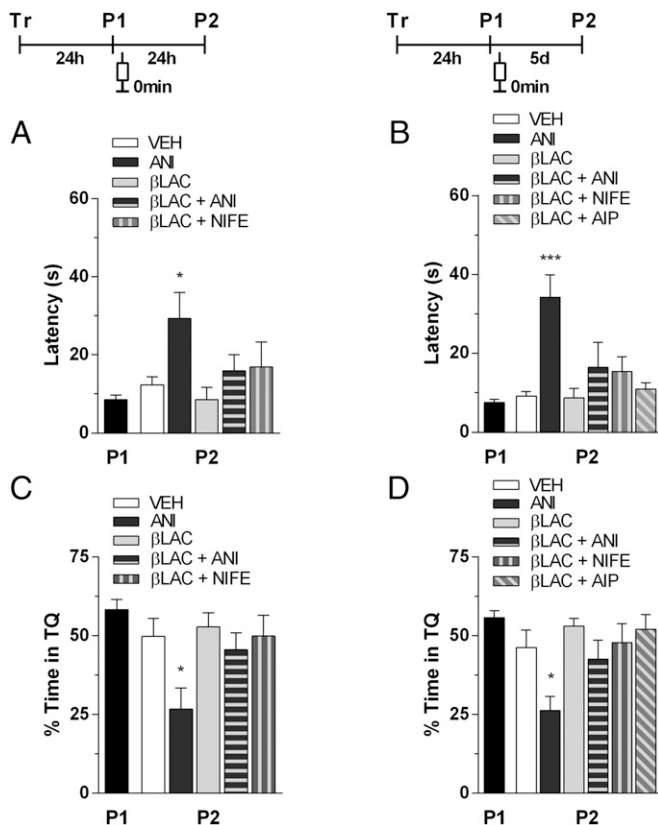 Tr P1 P2
24h 24h
0min
Tr P1 P2
24h 5d
0min
A
VEH
ANI
βLAC
βLAC + ANI
βLAC + NIFE
Latency (s)
60
40
20
0
*
P1 P2
B
VEH
ANI
βLAC
βLAC + ANI
βLAC + NIFE
βLAC + AIP
Latency (s)
60
40
20
0
***
P1 P2
C
VEH
ANI
βLAC
βLAC + ANI
βLAC + NIFE
% Time in TQ
75
50
25
0
*
P1 P2
D
VEH
ANI
βLAC
βLAC + ANI
βLAC + NIFE
βLAC + AIP
% Time in TQ
75
50
25
0
*
P1 P2